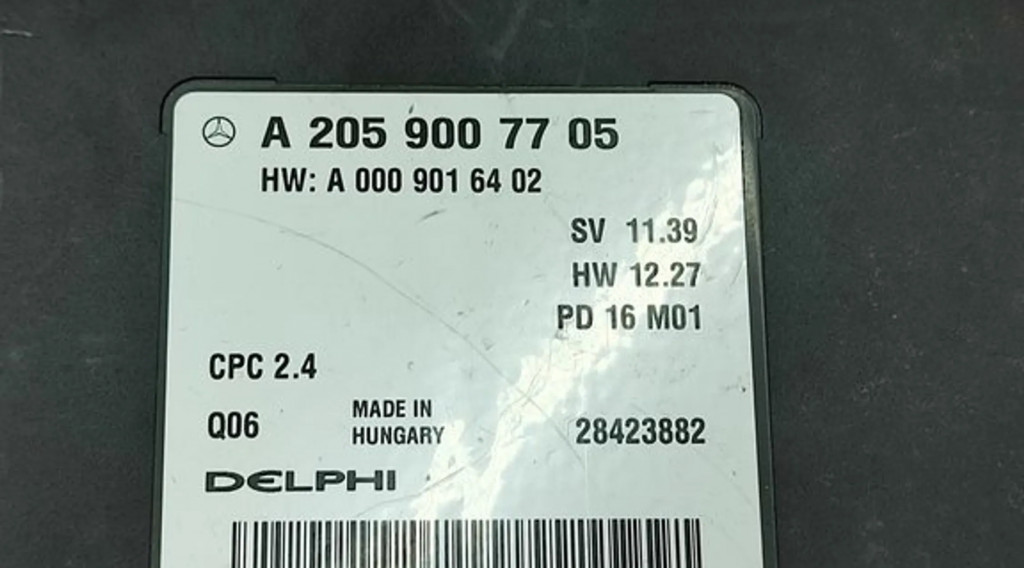 A 205 900 77 05
HW: A 000 901 64 02
SV 11.39
HW 12.27
PD 16 M01
CPC 2.4
Q06
MADE IN
HUNGARY
28423882
DELPHI